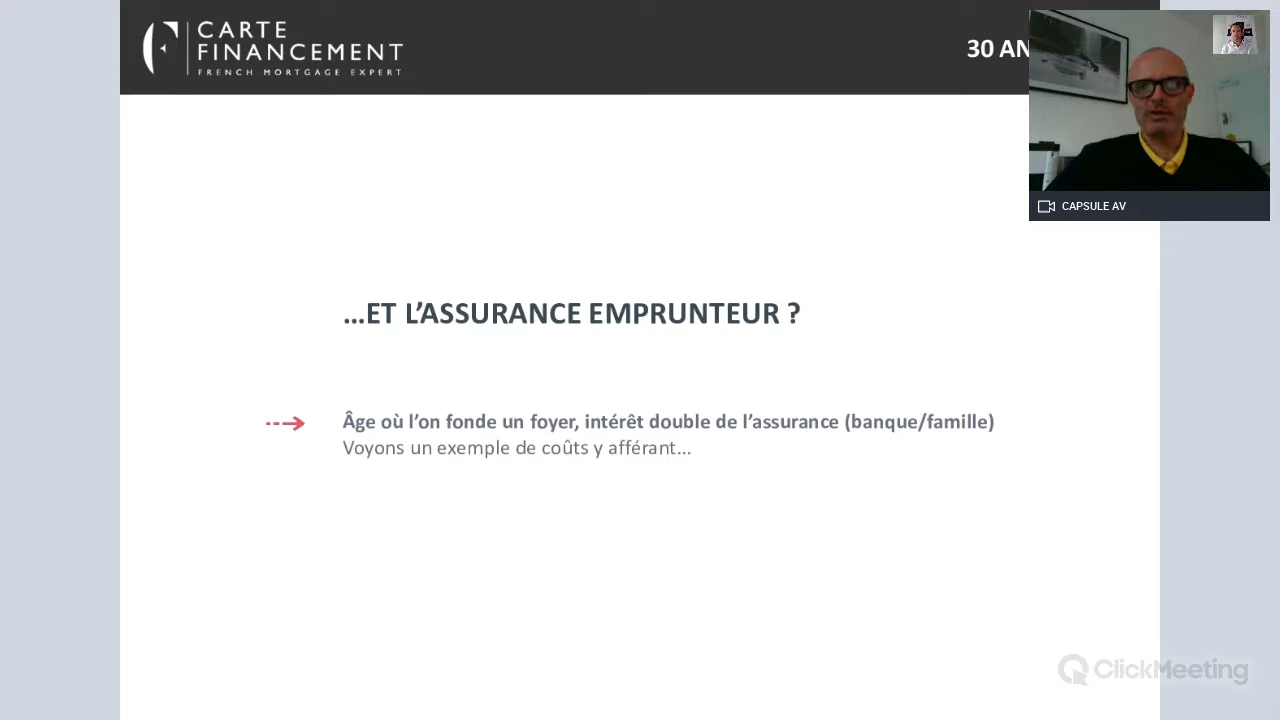 CARTE
FINANCEMENT
FRENCH MORTGAGE EXPERT
30 AN
CAPSULE AV
...ET L’ASSURANCE EMPRUNTEUR ?
Âge où l’on fonde un foyer, intérêt double de l’assurance (banque/famille)
Voyons un exemple de coûts y afférant...
ClickMeeting